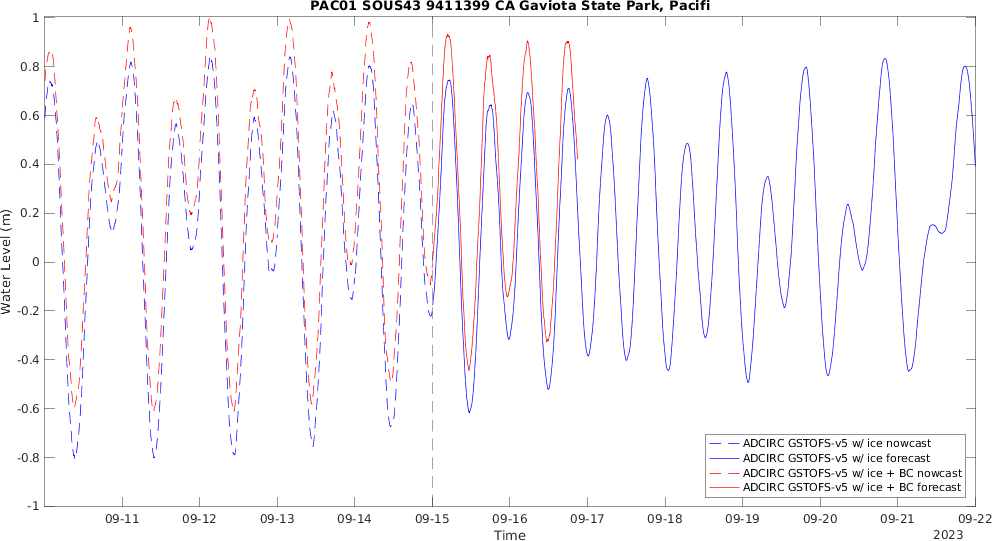 PAC01 SOUS43 9411399 CA Gaviota State Park, Pacifi
1
0.8
0.6
0.4
0.2
0
-0.2
-0.4
-0.6
-0.8
-1
Water Level (m)
09-11 09-12 09-13 09-14 09-15 09-16 09-17 09-18 09-19 09-20 09-21 09-22
Time
2023
ADCIRC GSTOFS-v5 w/ ice nowcast
ADCIRC GSTOFS-v5 w/ ice forecast
ADCIRC GSTOFS-v5 w/ ice + BC nowcast
ADCIRC GSTOFS-v5 w/ ice + BC forecast